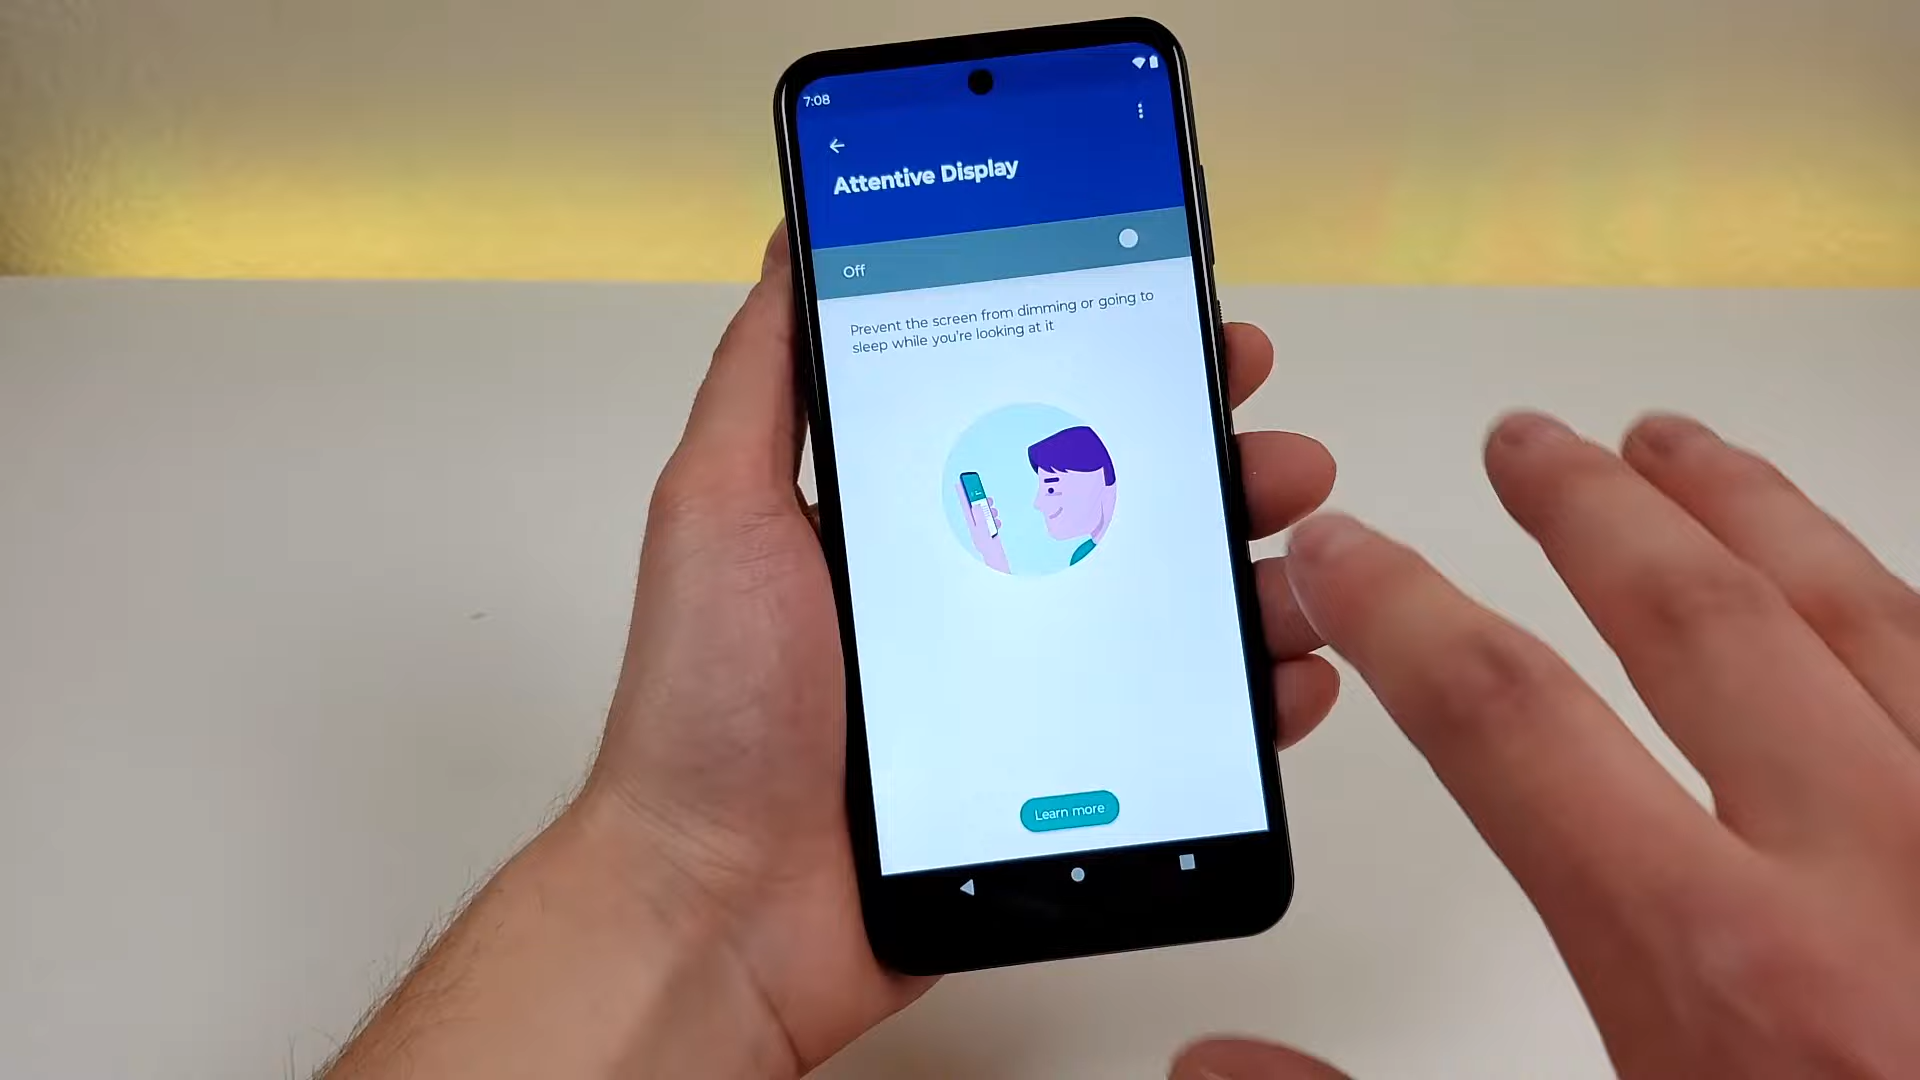 7:08
Attentive Display
Off
Prevent the screen from dimming or going to
sleep while you're looking at it
Learn more